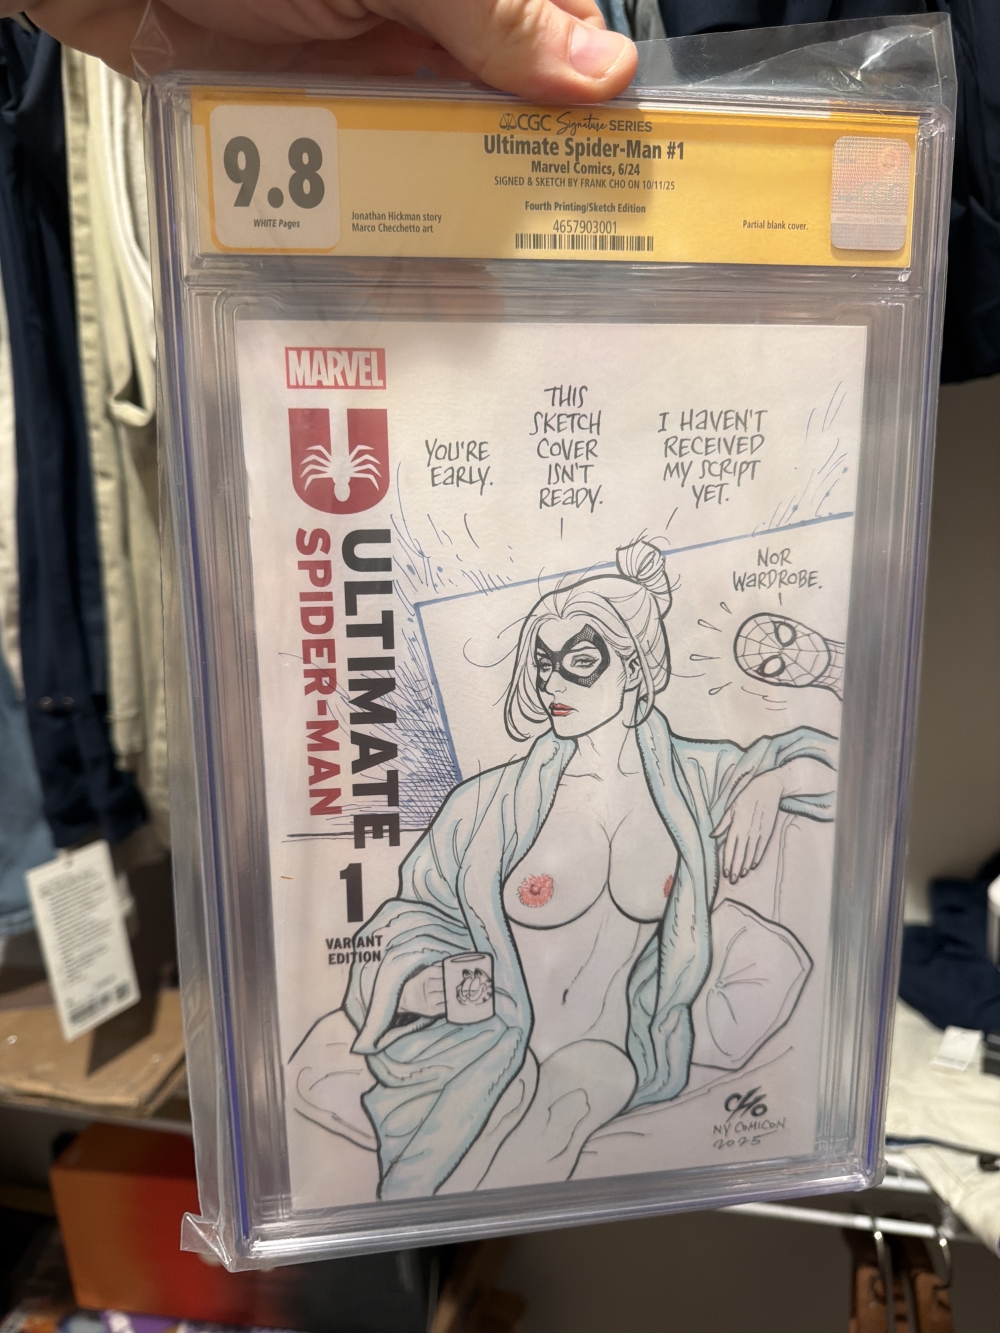 CGC Signature SERIES
9.8
WHITE Pages
Ultimate Spider-Man #1
Marvel Comics, 6/24
SIGNED & SKETCH BY FRANK CHO ON 10/11/25
Fourth Printing/Sketch Edition
4657903001
Jonathan Hickman story
Marco Checchetto art
Partial blank cover.
MARVEL
ULTIMATE
SPIDER-MAN
1
VARIANT
EDITION
YOU'RE
EARLY.
THIS
SKETCH
COVER
ISN'T
READY.
I HAVEN'T
RECEIVED
MY SCRIPT
YET.
NOR
WARDROBE.
CHO
NY COMICON
2025